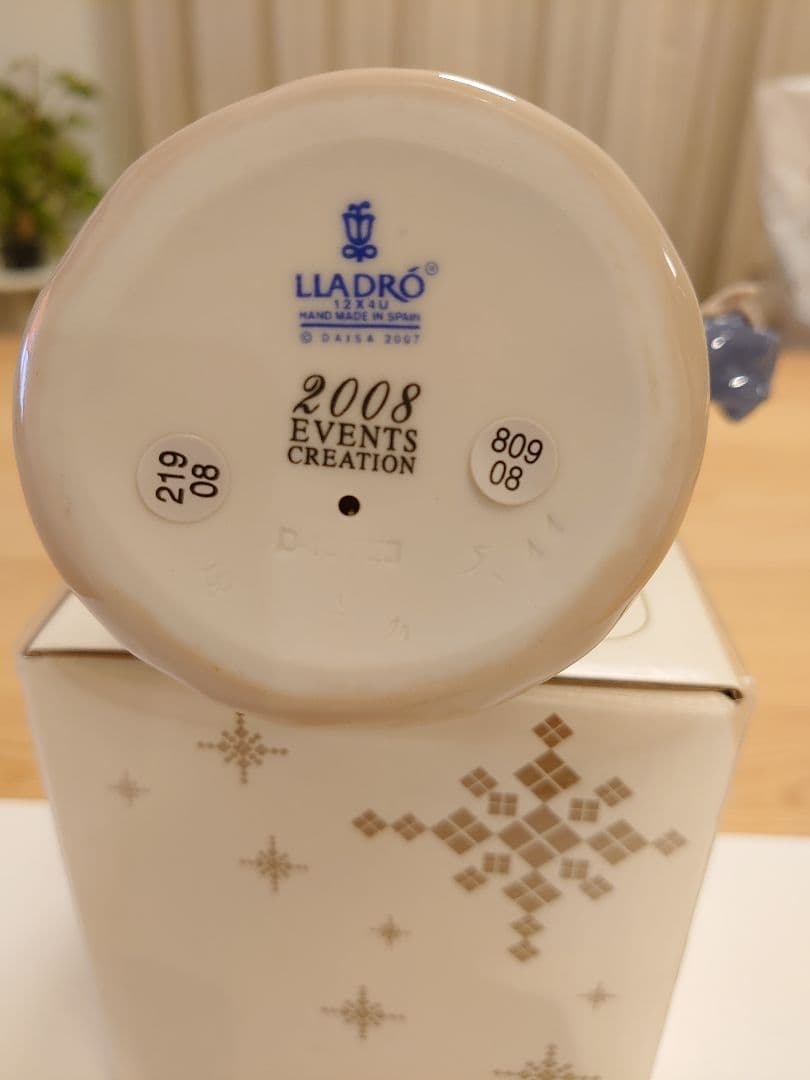 LLADRÓ®
12X4U
HAND MADE IN SPAIN
© DAISA 2007
2008
EVENTS
CREATION
219
08
809
08